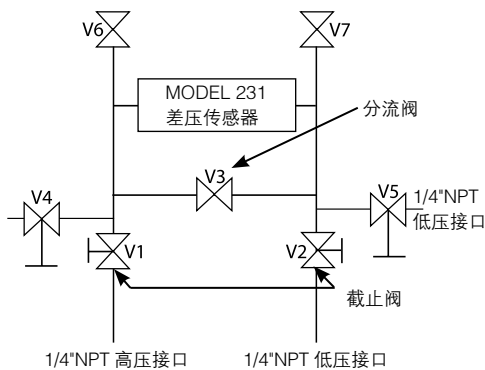 V6
V7
MODEL 231
差压传感器
分流阀
V3
V4
V5
1/4"NPT
低压接口
V1
V2
截止阀
1/4"NPT 高压接口
1/4"NPT 低压接口